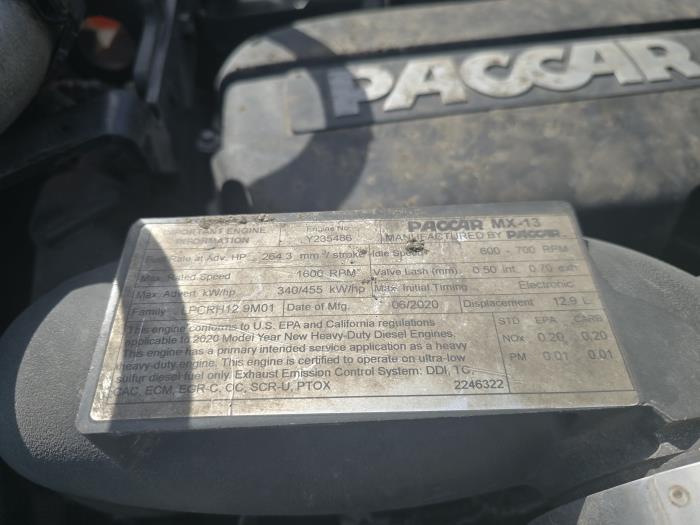 PACCAR
IMPORTANT ENGINE INFORMATION
Engine No.
Y235486
PACCAR MX-13
MANUFACTURED BY PACCAR
Fuel Rate at Adv. HP 264.3 mm³/ stroke Idle Speed 600 - 700 RPM
Max. Rated Speed 1600 RPM Valve Lash (mm) 0.50 int. 0.70 exh
Max. Advert kW/hp 340/455 kW/hp Max. Initial Timing Electronic
Family LPCRH12.9M01 Date of Mfg. 06/2020 Displacement 12.9 L
This engine conforms to U.S. EPA and California regulations
applicable to 2020 Model Year New Heavy-Duty Diesel Engines.
This engine has a primary intended service application as a heavy
heavy-duty engine. This engine is certified to operate on ultra-low
sulfur diesel fuel only. Exhaust Emission Control System: DDI, TC,
CAC, ECM, EGR-C, OC, SCR-U, PTOX
2246322
STD EPA CARB
NOx 0.20 0.20
PM 0.01 0.01